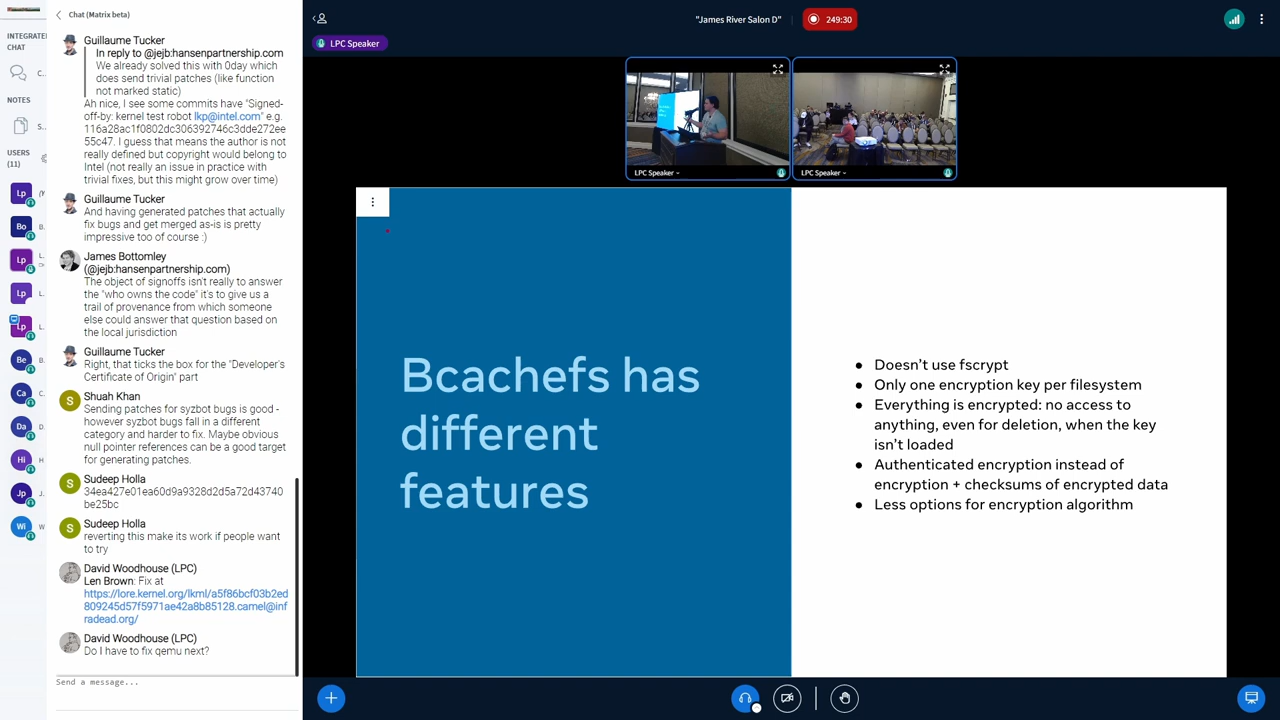 Chat (Matrix beta)
INTEGRATE
CHAT
C...
NOTES
S...
USERS
(11)
Lp
Bo
B.
Lp
L.
Lp
L.
Lp
L.
Be
B.
Ca
C.
Da
D.
Hi
H
Jp
J.
Wi
W
Guillaume Tucker
In reply to @jejb:hansenpartnership.com
We already solved this with 0day which
does send trivial patches (like function
not marked static)
Ah nice, I see some commits have "Signed-
off-by: kernel test robot lkp@intel.com" e.g.
116a28ac1f0802dc306392746c3dde272ee
55c47. I guess that means the author is not
really defined but copyright would belong to
Intel (not really an issue in practice with
trivial fixes, but this might grow over time)
Guillaume Tucker
And having generated patches that actually
fix bugs and get merged as-is is pretty
impressive too of course :)
James Bottomley
(@jejb:hansenpartnership.com)
The object of signoffs isn't really to answer
the "who owns the code" it's to give us a
trail of provenance from which someone
else could answer that question based on
the local jurisdiction
Guillaume Tucker
Right, that ticks the box for the "Developer's
Certificate of Origin" part
S
Shuah Khan
Sending patches for syzbot bugs is good -
however syzbot bugs fall in a different
category and harder to fix. Maybe obvious
null pointer references can be a good target
for generating patches.
S
Sudeep Holla
34ea427e01ea60d9a9328d2d5a72d43740
be25bc
S
Sudeep Holla
reverting this make its work if people want
to try
David Woodhouse (LPC)
Len Brown: Fix at
https://lore.kernel.org/lkml/a5f86bcf03b2ed
809245d57f5971ae42a8b85128.camel@inf
radead.org/
David Woodhouse (LPC)
Do I have to fix qemu next?
Send a message...
"James River Salon D"
249:30
LPC Speaker
LPC Speaker
LPC Speaker
Bcachefs has
different
features
● Doesn't use fscrypt
● Only one encryption key per filesystem
● Everything is encrypted: no access to
anything, even for deletion, when the key
isn't loaded
● Authenticated encryption instead of
encryption + checksums of encrypted data
● Less options for encryption algorithm